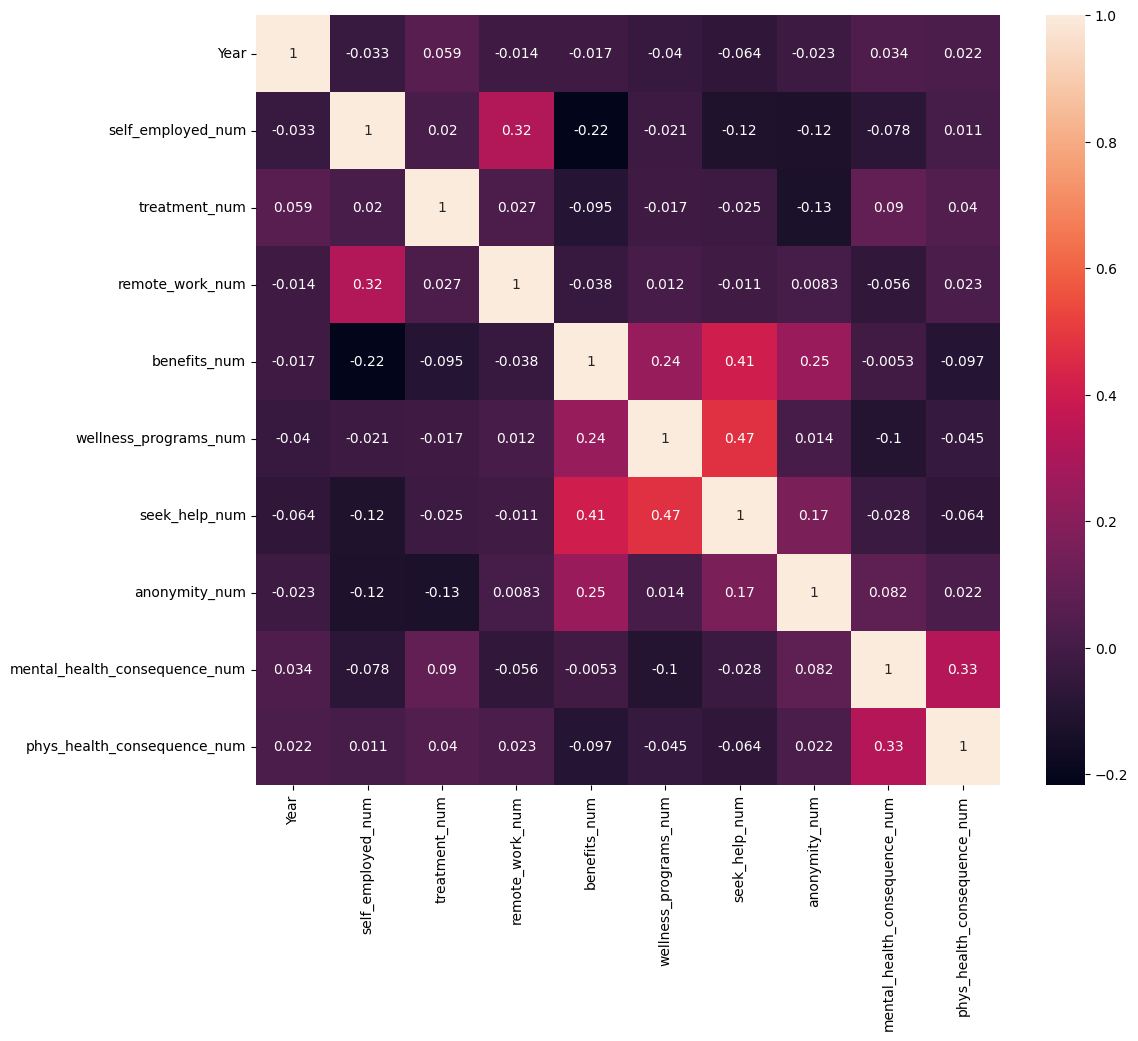 Year 1 -0.033 0.059 -0.014 -0.017 -0.04 -0.064 -0.023 0.034 0.022
self_employed_num -0.033 1 0.02 0.32 -0.22 -0.021 -0.12 -0.12 -0.078 0.011
treatment_num 0.059 0.02 1 0.027 -0.095 -0.017 -0.025 -0.13 0.09 0.04
remote_work_num -0.014 0.32 0.027 1 -0.038 0.012 -0.011 0.0083 -0.056 0.023
benefits_num -0.017 -0.22 -0.095 -0.038 1 0.24 0.41 0.25 -0.0053 -0.097
wellness_programs_num -0.04 -0.021 -0.017 0.012 0.24 1 0.47 0.014 -0.1 -0.045
seek_help_num -0.064 -0.12 -0.025 -0.011 0.41 0.47 1 0.17 -0.028 -0.064
anonymity_num -0.023 -0.12 -0.13 0.0083 0.25 0.014 0.17 1 0.082 0.022
mental_health_consequence_num 0.034 -0.078 0.09 -0.056 -0.0053 -0.1 -0.028 0.082 1 0.33
phys_health_consequence_num 0.022 0.011 0.04 0.023 -0.097 -0.045 -0.064 0.022 0.33 1
Year
self_employed_num
treatment_num
remote_work_num
benefits_num
wellness_programs_num
seek_help_num
anonymity_num
mental_health_consequence_num
phys_health_consequence_num
1.0
0.8
0.6
0.4
0.2
0.0
−0.2